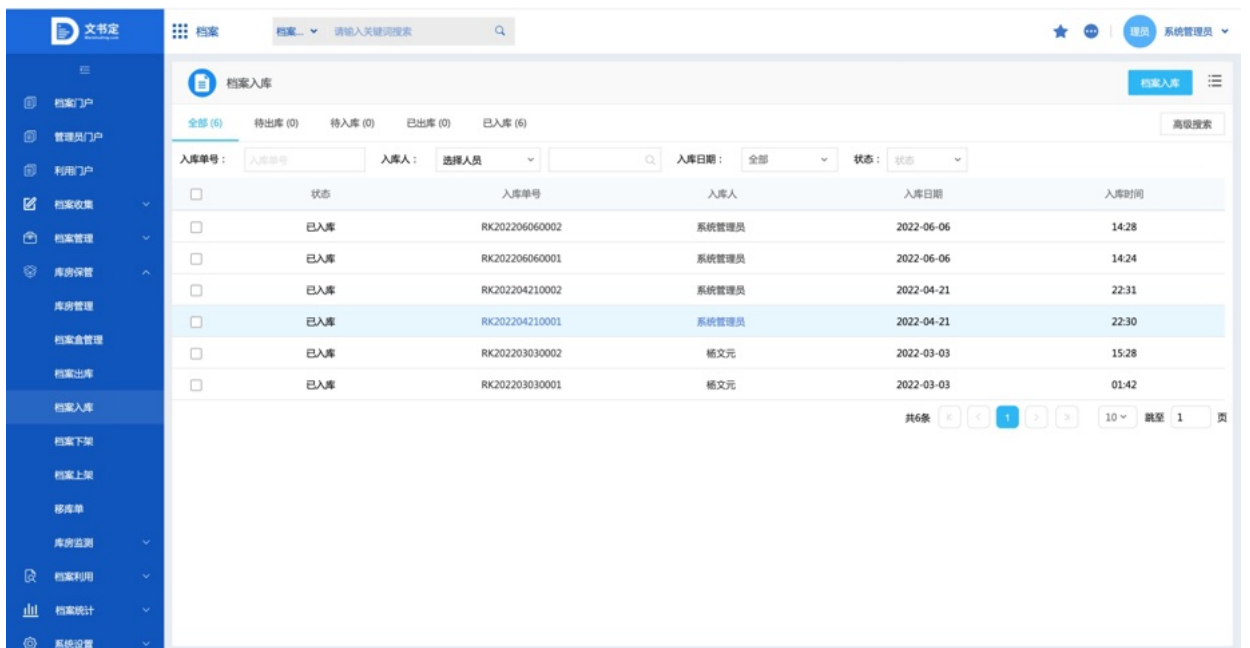 文书定 档案 档案... 请输入关键词搜索 理员 系统管理员
档案门户
管理员门户
利用门户
档案收集
档案管理
库房保管
库房管理
档案盒管理
档案出库
档案入库
档案下架
档案上架
移库单
库房监测
档案利用
档案统计
系统设置
档案入库 档案入库
全部 (6) 待出库 (0) 待入库 (0) 已出库 (0) 已入库 (6) 高级搜索
入库单号： 入库单号 入库人： 选择人员 入库日期： 全部 状态： 状态
状态 入库单号 入库人 入库日期 入库时间
已入库 RK202206060002 系统管理员 2022-06-06 14:28
已入库 RK202206060001 系统管理员 2022-06-06 14:24
已入库 RK202204210002 系统管理员 2022-04-21 22:31
已入库 RK202204210001 系统管理员 2022-04-21 22:30
已入库 RK202203030002 杨文元 2022-03-03 15:28
已入库 RK202203030001 杨文元 2022-03-03 01:42
共6条 1 10 跳至 1 页